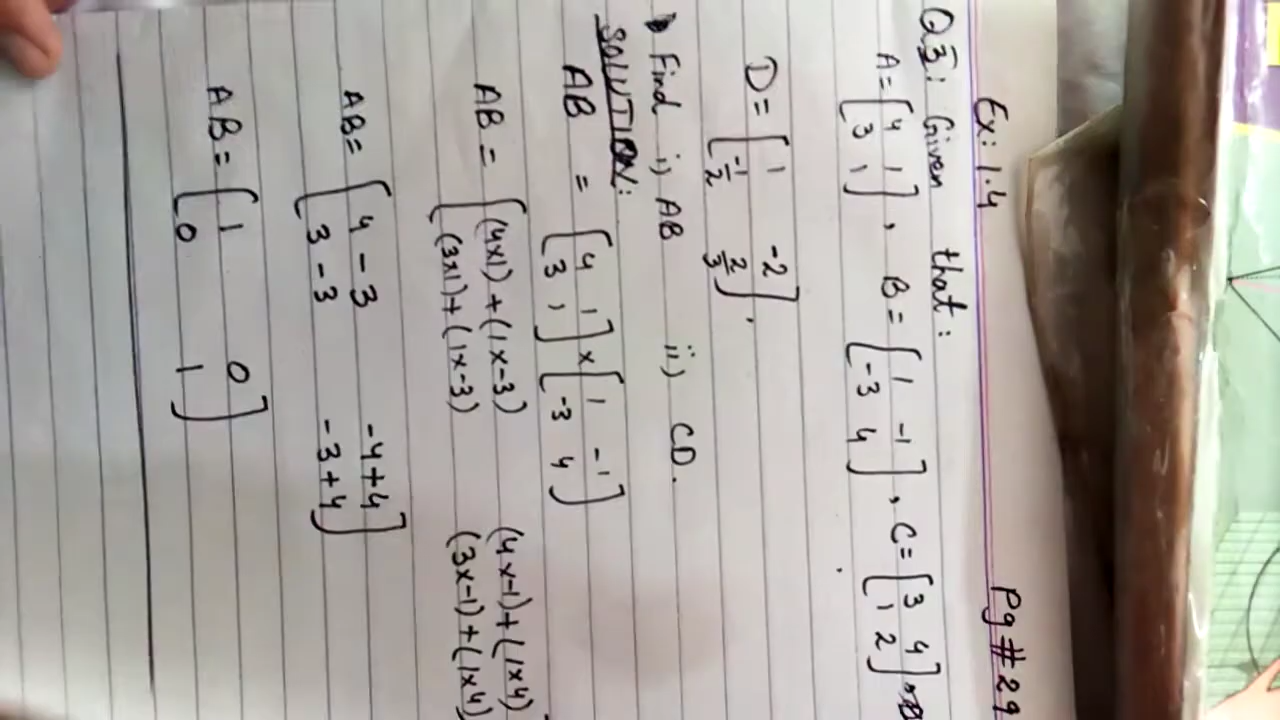 Ex: 1.4 Pg # 29
Q3: Given that:
A = [4 1
3 1], B = [1 -1
-3 4], C = [3 4
1 2]
D = [1 -2
-1/2 2/3].
Find i) AB ii) CD.
SOLUTION:
AB = [4 1
3 1] x [1 -1
-3 4]
AB = [(4x1) + (1x-3) (4x-1)+(1x4)
(3x1)+(1x-3) (3x-1)+(1x4)
AB = [4 - 3 -4+4
3 - 3 -3+4]
AB = [1 0
0 1]